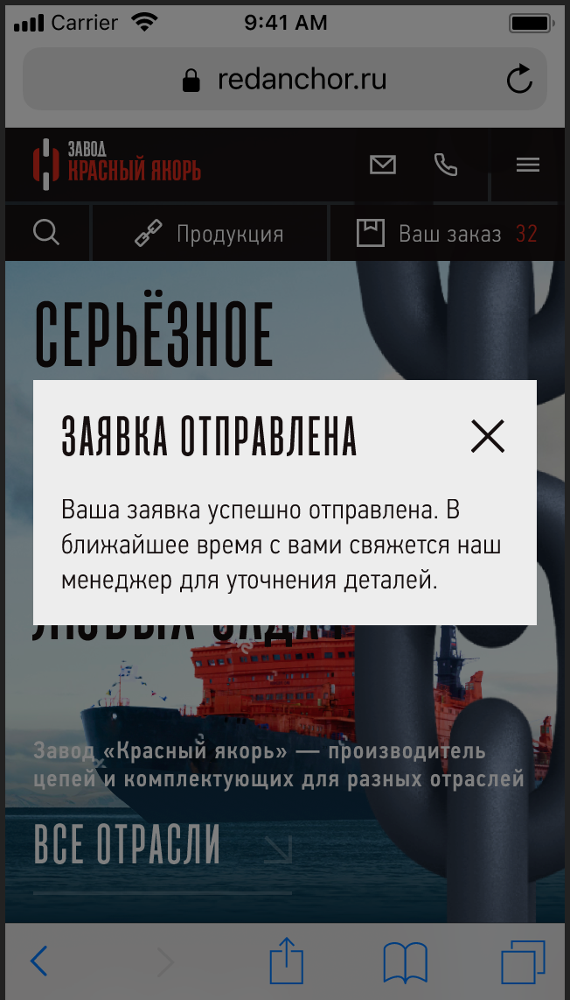 Carrier
9:41 AM
redanchor.ru
ЗАВОД
КРАСНЫЙ ЯКОРЬ
Продукция
Ваш заказ 32
СЕРЬЁЗНОЕ
ЗАЯВКА ОТПРАВЛЕНА
Ваша заявка успешно отправлена. В
ближайшее время с вами свяжется наш
менеджер для уточнения деталей.
Завод «Красный якорь» — производитель
цепей и комплектующих для разных отраслей
ВСЕ ОТРАСЛИ